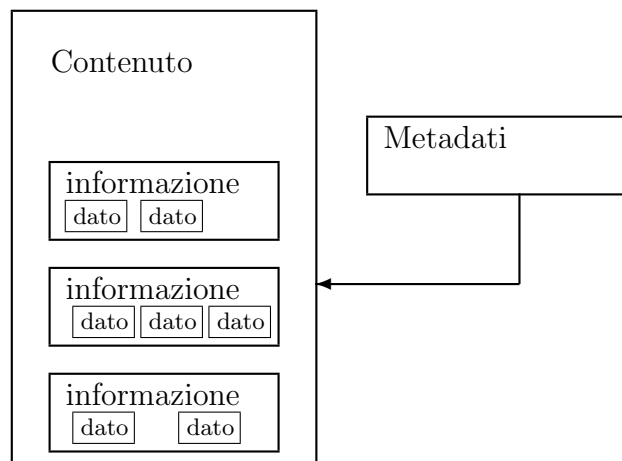 Contenuto
Metadati
informazione
dato dato
informazione
dato dato dato
informazione
dato dato